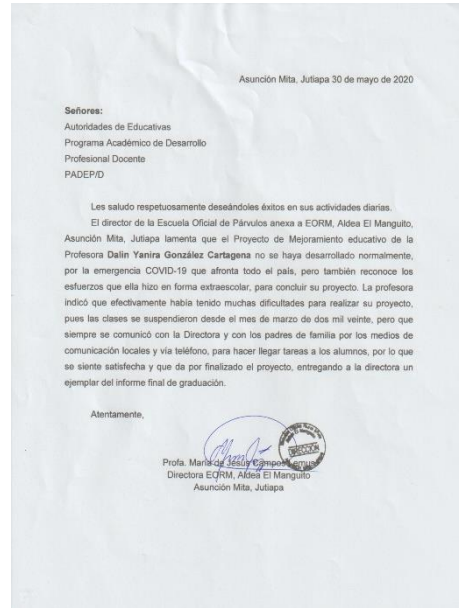 Asunción Mita, Jutiapa 30 de mayo de 2020
Señores:
Autoridades de Educativas
Programa Académico de Desarrollo
Profesional Docente
PADEP/D
Les saludo respetuosamente deseándoles éxitos en sus actividades diarias.
El director de la Escuela Oficial de Párvulos anexa a EORM, Aldea El Manguito,
Asunción Mita, Jutiapa lamenta que el Proyecto de Mejoramiento educativo de la
Profesora Dalin Yanira González Cartagena no se haya desarrollado normalmente,
por la emergencia COVID-19 que afronta todo el país, pero también reconoce los
esfuerzos que ella hizo en forma extraescolar, para concluir su proyecto. La profesora
indicó que efectivamente había tenido muchas dificultades para realizar su proyecto,
pues las clases se suspendieron desde el mes de marzo de dos mil veinte, pero que
siempre se comunicó con la Directora y con los padres de familia por los medios de
comunicación locales y vía teléfono, para hacer llegar tareas a los alumnos, por lo que
se siente satisfecha y que da por finalizado el proyecto, entregando a la directora un
ejemplar del informe final de graduación.
Atentamente,
DIRECCION
Profa. María de Jesús Campos Lemus
Directora EORM, Aldea El Manguito
Asunción Mita, Jutiapa